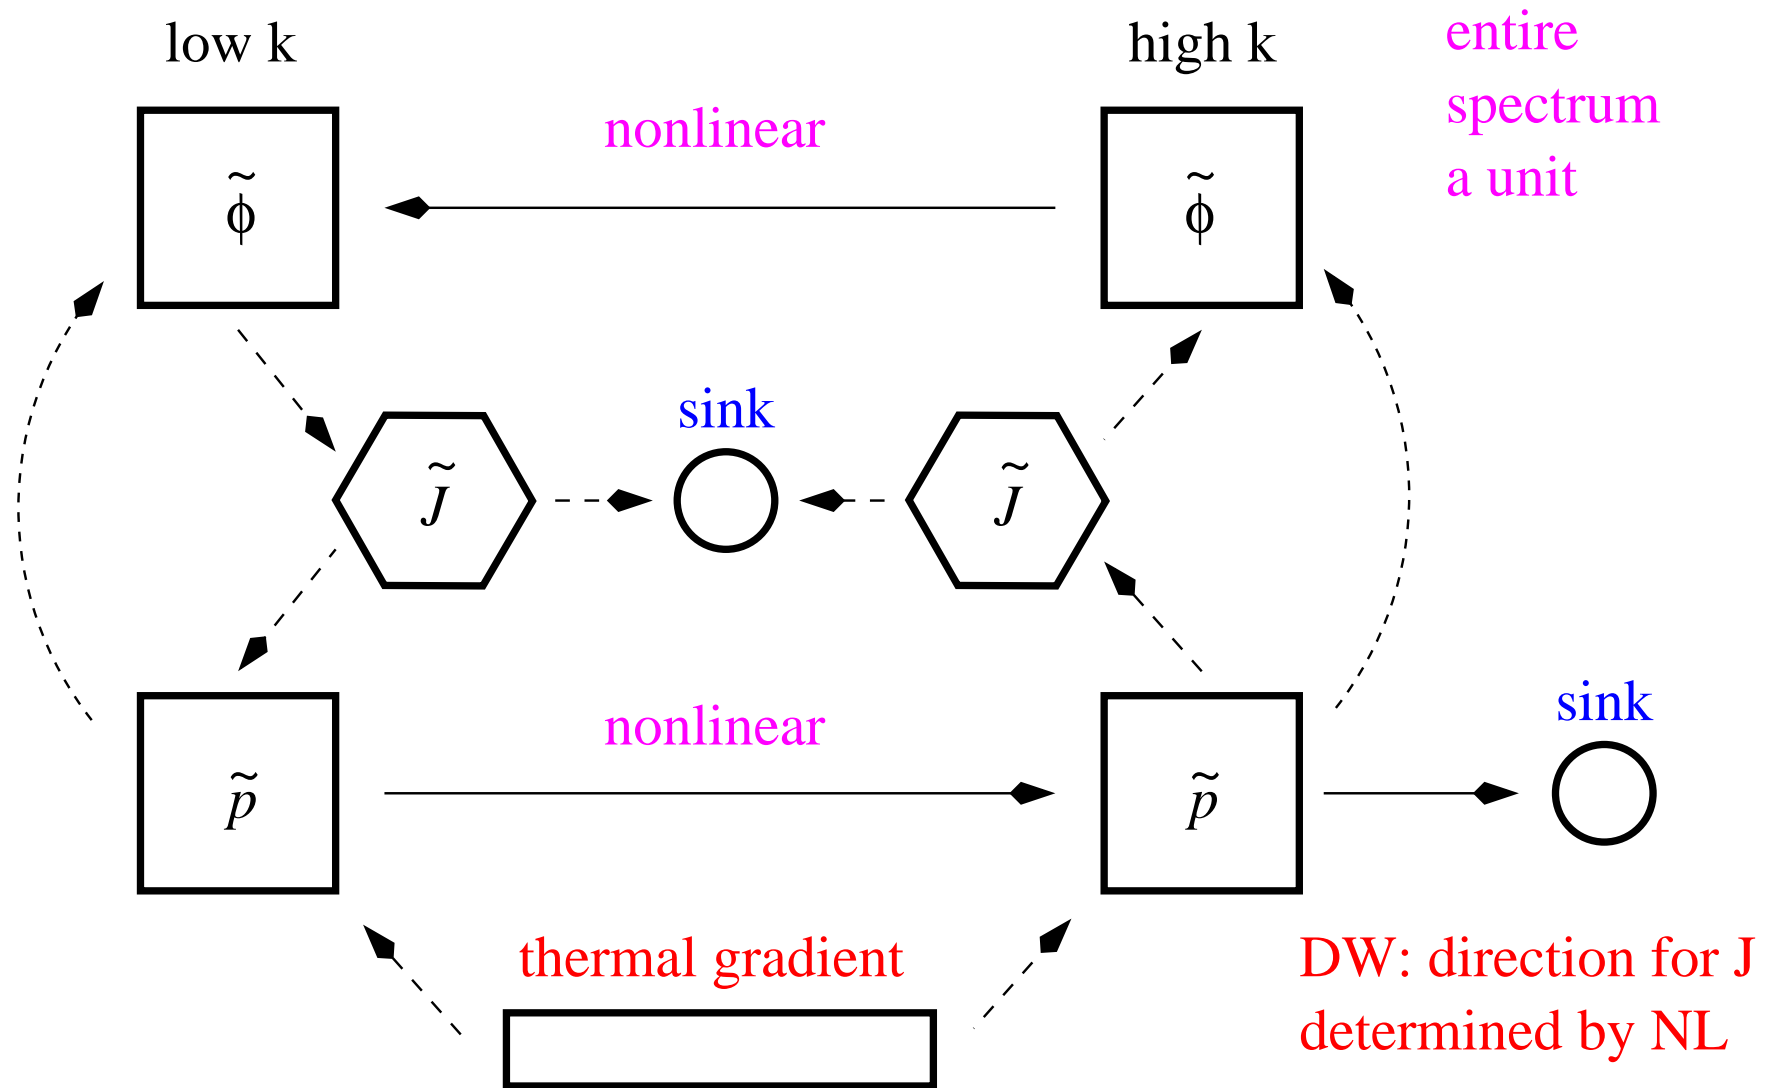 low k
high k
entire
spectrum
a unit
nonlinear
ϕ̃
ϕ̃
sink
J̃
J̃
nonlinear
sink
p̃
p̃
thermal gradient
DW: direction for J
determined by NL